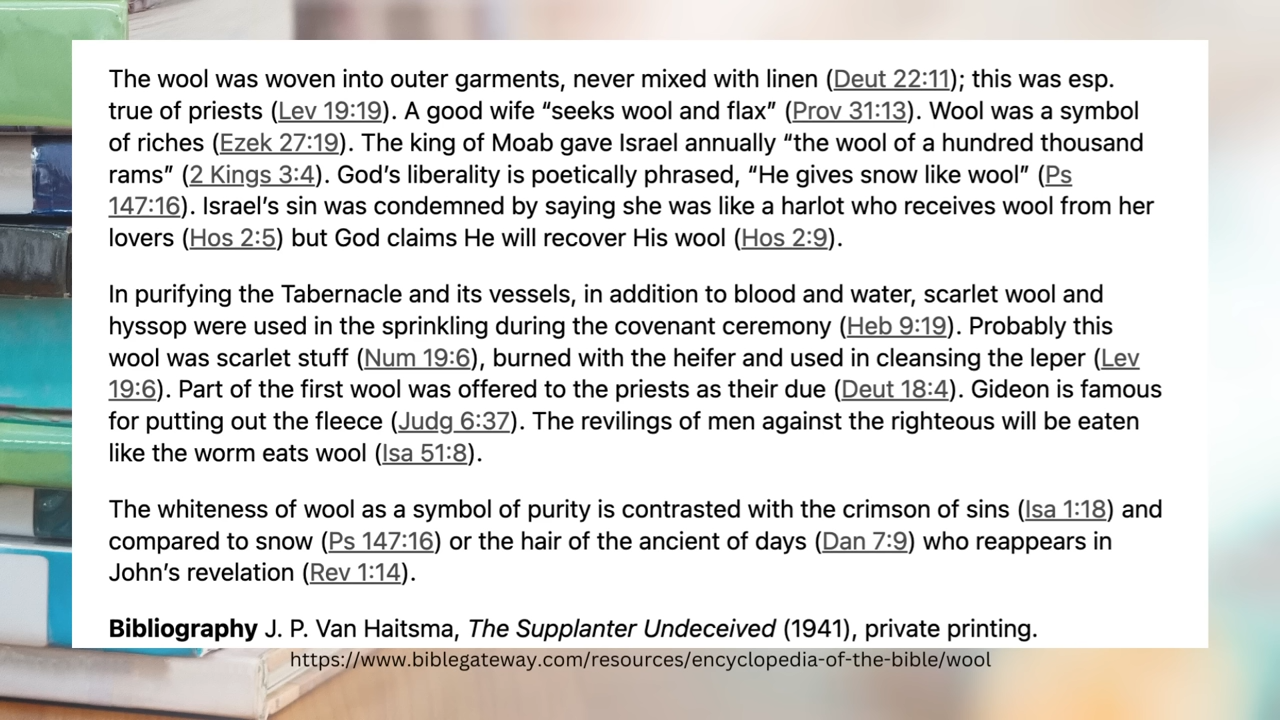 The wool was woven into outer garments, never mixed with linen (Deut 22:11); this was esp.
true of priests (Lev 19:19). A good wife “seeks wool and flax” (Prov 31:13). Wool was a symbol
of riches (Ezek 27:19). The king of Moab gave Israel annually “the wool of a hundred thousand
rams” (2 Kings 3:4). God’s liberality is poetically phrased, “He gives snow like wool” (Ps
147:16). Israel’s sin was condemned by saying she was like a harlot who receives wool from her
lovers (Hos 2:5) but God claims He will recover His wool (Hos 2:9).
In purifying the Tabernacle and its vessels, in addition to blood and water, scarlet wool and
hyssop were used in the sprinkling during the covenant ceremony (Heb 9:19). Probably this
wool was scarlet stuff (Num 19:6), burned with the heifer and used in cleansing the leper (Lev
19:6). Part of the first wool was offered to the priests as their due (Deut 18:4). Gideon is famous
for putting out the fleece (Judg 6:37). The revilings of men against the righteous will be eaten
like the worm eats wool (Isa 51:8).
The whiteness of wool as a symbol of purity is contrasted with the crimson of sins (Isa 1:18) and
compared to snow (Ps 147:16) or the hair of the ancient of days (Dan 7:9) who reappears in
John’s revelation (Rev 1:14).
Bibliography J. P. Van Haitsma, The Supplanter Undeceived (1941), private printing.
https://www.biblegateway.com/resources/encyclopedia-of-the-bible/wool